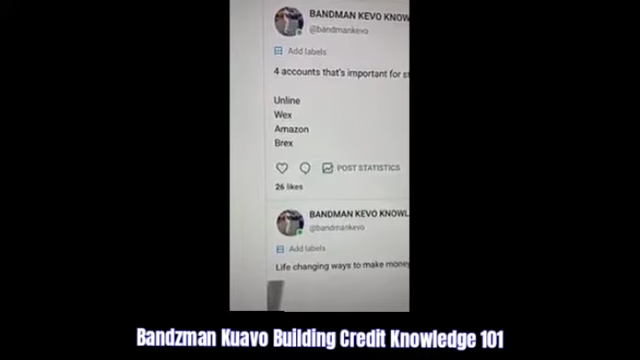 BANDMAN KEVO KNOW
@bandmankevo
Add labels
4 accounts that's important for s
Unline
Wex
Amazon
Brex
POST STATISTICS
26 likes
BANDMAN KEVO KNOWL
@bandmankevo
Add labels
Life changing ways to make money
Bandzman Kuavo Building Credit Knowledge 101